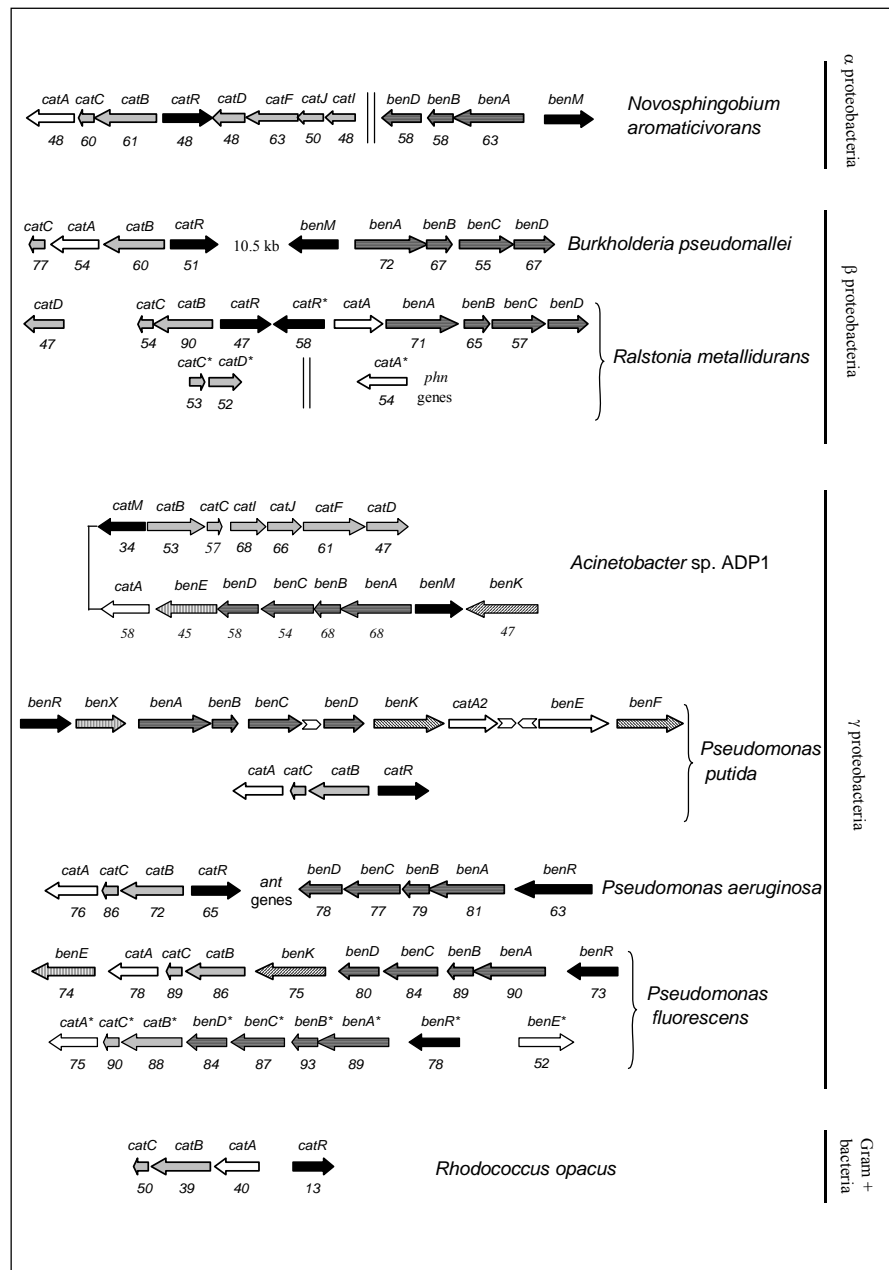 catA catC catB catR catD catF catJ catI benD benB benA benM
48 60 61 48 48 63 50 48 58 58 63
Novosphingobium
aromaticivorans
α proteobacteria
catC catA catB catR benM benA benB benC benD
10.5 kb
77 54 60 51 72 67 55 67
Burkholderia pseudomallei
catD catC catB catR catR* catA benA benB benC benD
47 54 90 47 58 71 65 57
catC* catD* catA* phn
genes
53 52 54
Ralstonia metallidurans
β proteobacteria
catM catB catC catI catJ catF catD
34 53 57 68 66 61 47
Acinetobacter sp. ADP1
catA benE benD benC benB benA benM benK
58 45 58 54 68 68 47
benR benX benA benB benC benD benK catA2 benE benF
catA catC catB catR
Pseudomonas
putida
catA catC catB catR ant
genes
benD benC benB benA benR
76 86 72 65 78 77 79 81 63
Pseudomonas aeruginosa
benE catA catC catB benK benD benC benB benA benR
74 78 89 86 75 80 84 89 90 73
catA* catC* catB* benD* benC* benB* benA* benR* benE*
75 90 88 84 87 93 89 78 52
Pseudomonas
fluorescens
γ proteobacteria
catC catB catA catR
50 39 40 13
Rhodococcus opacus
Gram +
bacteria